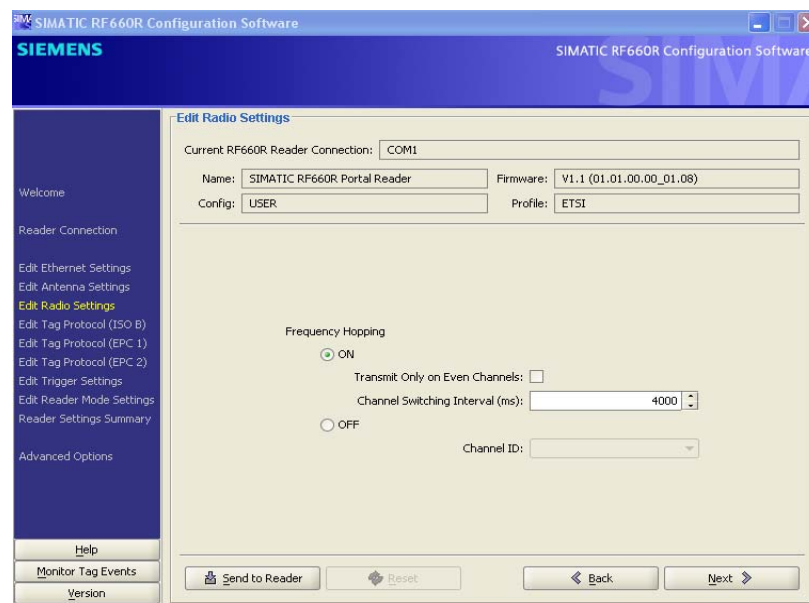 SIMATIC RF660R Configuration Software
SIEMENS
SIMATIC RF660R Configuration Software
Edit Radio Settings
Current RF660R Reader Connection: COM1
Name: SIMATIC RF660R Portal Reader Firmware: V1.1 (01.01.00.00_01.08)
Config: USER Profile: ETSI
Welcome
Reader Connection
Edit Ethernet Settings
Edit Antenna Settings
Edit Radio Settings
Edit Tag Protocol (ISO B)
Edit Tag Protocol (EPC 1)
Edit Tag Protocol (EPC 2)
Edit Trigger Settings
Edit Reader Mode Settings
Reader Settings Summary
Advanced Options
Help
Monitor Tag Events
Version
Frequency Hopping
ON
Transmit Only on Even Channels:
Channel Switching Interval (ms): 4000
OFF
Channel ID:
Send to Reader Reset Back Next